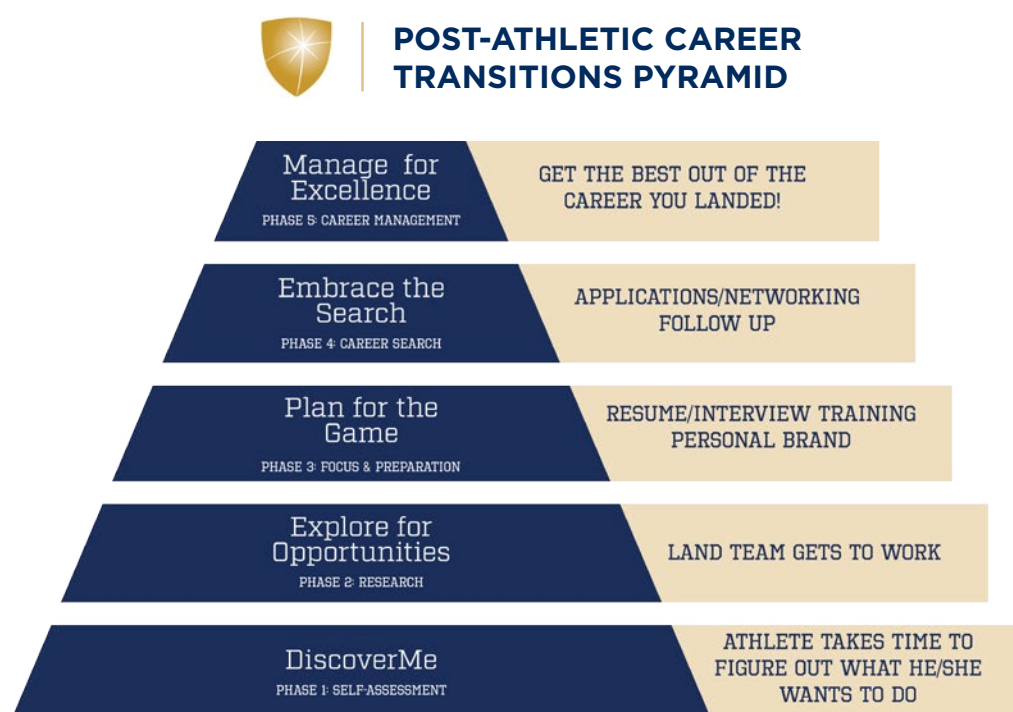 POST-ATHLETIC CAREER
TRANSITIONS PYRAMID
Manage for
Excellence
PHASE 5: CAREER MANAGEMENT
GET THE BEST OUT OF THE
CAREER YOU LANDED!
Embrace the
Search
PHASE 4: CAREER SEARCH
APPLICATIONS/NETWORKING
FOLLOW UP
Plan for the
Game
PHASE 3: FOCUS & PREPARATION
RESUME/INTERVIEW TRAINING
PERSONAL BRAND
Explore for
Opportunities
PHASE 2: RESEARCH
LAND TEAM GETS TO WORK
DiscoverMe
PHASE 1: SELF-ASSESSMENT
ATHLETE TAKES TIME TO
FIGURE OUT WHAT HE/SHE
WANTS TO DO